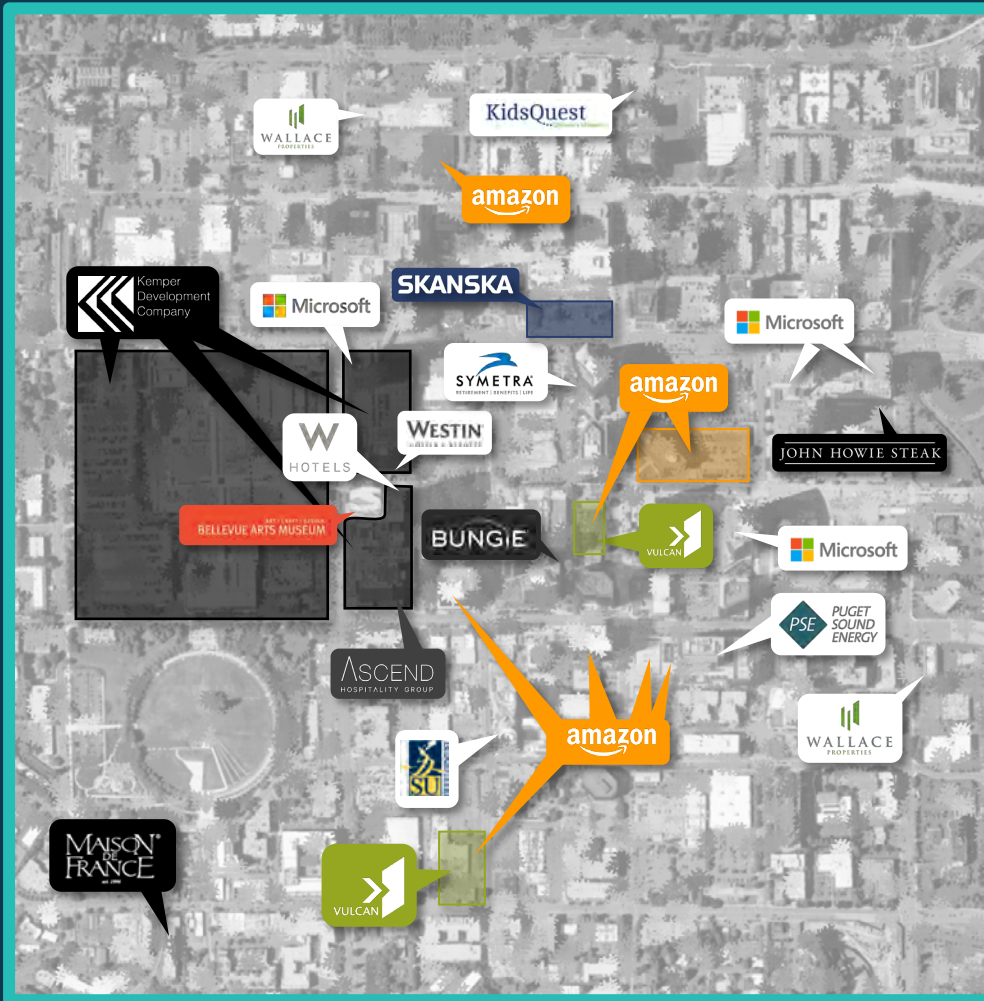 WALLACE
PROPERTIES
KidsQuest
amazon
Kemper
Development
Company
Microsoft
SKANSKA
Microsoft
SYMETRA
RETIREMENT | BENEFITS | LIFE
amazon
W
HOTELS
WESTIN
JOHN HOWIE STEAK
BELLEVUE ARTS MUSEUM
BUNGIE
VULCAN
Microsoft
PSE
PUGET
SOUND
ENERGY
ASCEND
HOSPITALITY GROUP
amazon
WALLACE
PROPERTIES
SU
MAISON
DE
FRANCE
VULCAN